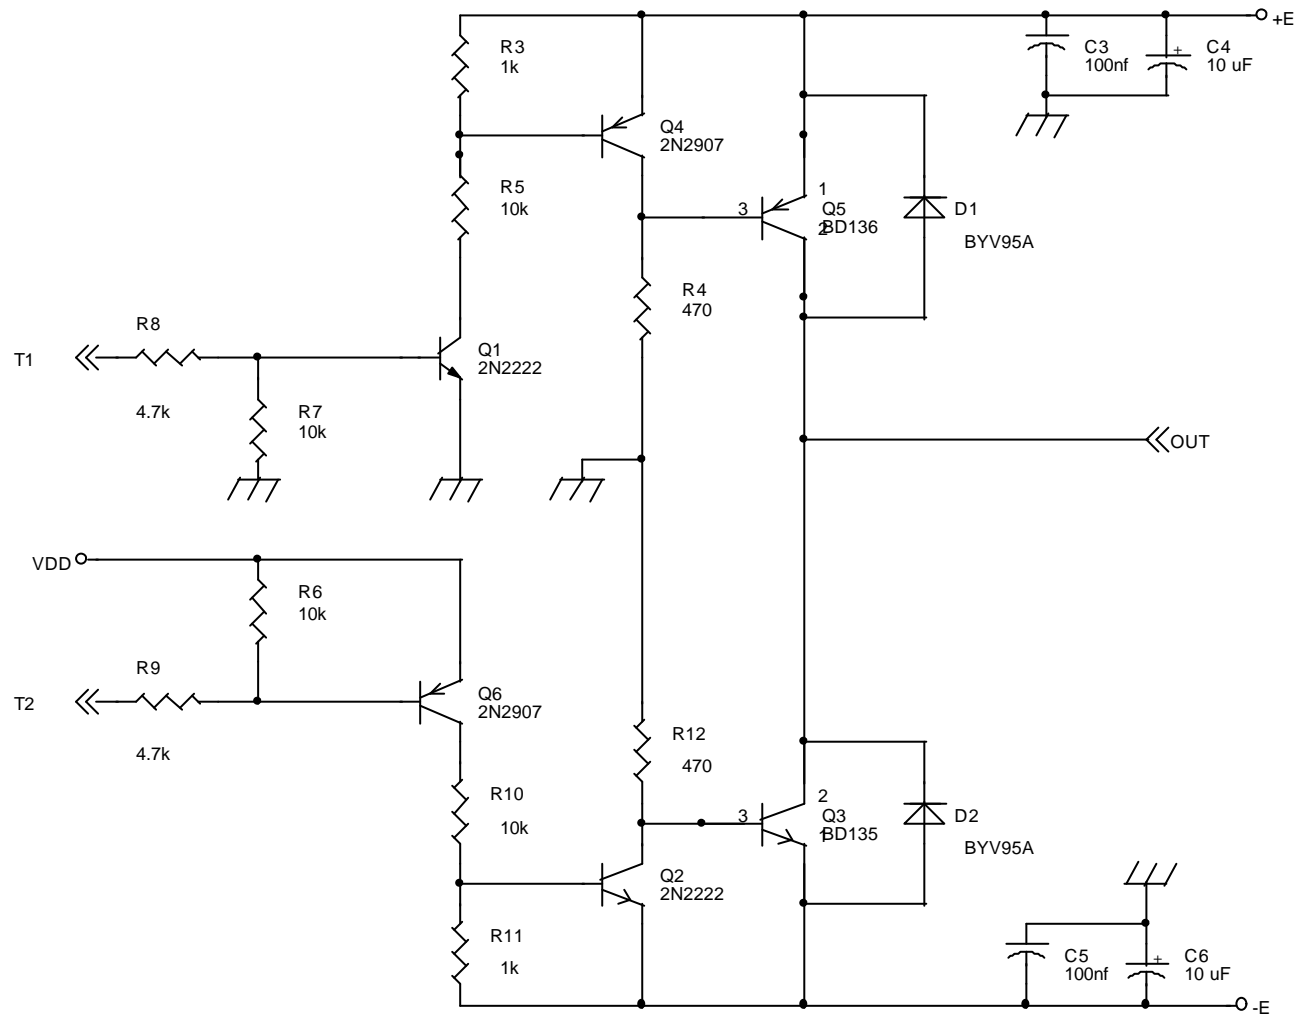 +E
R3
1k
C3
100nf
+
C4
10 uF
Q4
2N2907
R5
10k
1
3
Q5
BD136
2
D1
BYV95A
R4
470
R8
T1
Q1
2N2222
4.7k
R7
10k
OUT
VDD
R6
10k
R9
T2
Q6
2N2907
4.7k
R12
470
R10
10k
2
3
Q3
BD135
1
D2
BYV95A
Q2
2N2222
R11
1k
C5
100nf
+
C6
10 uF
-E